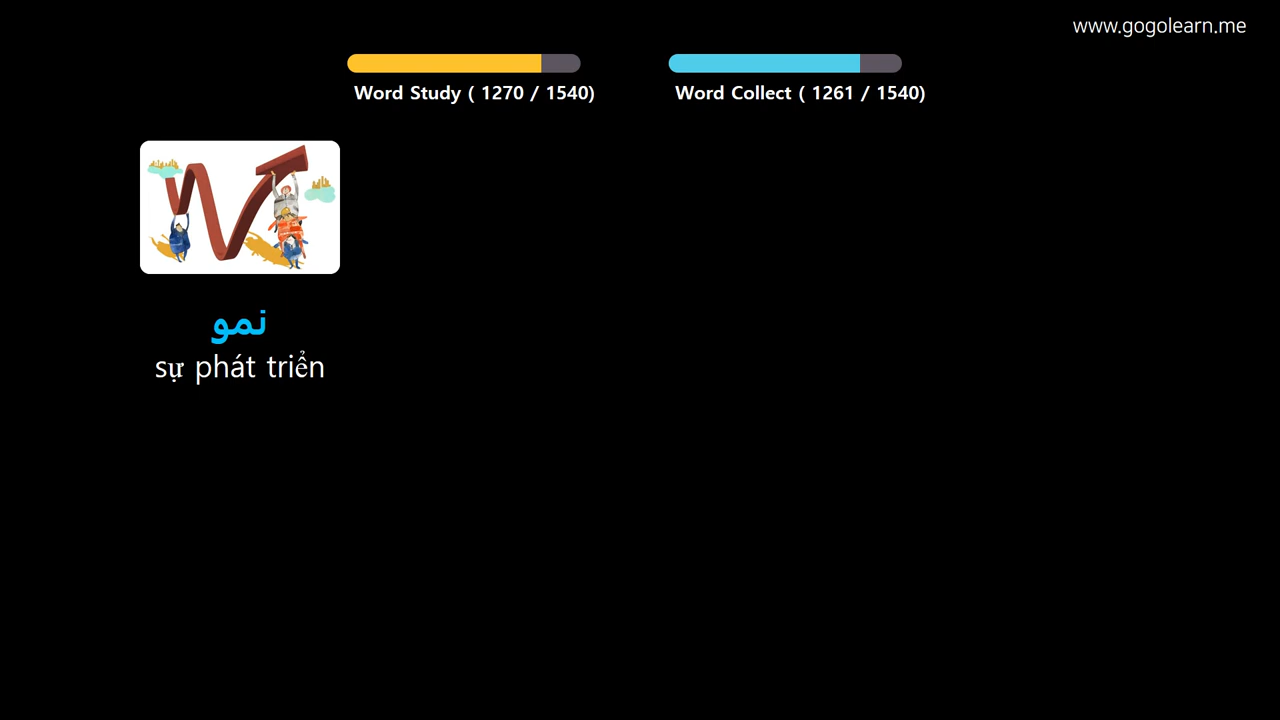 www.gogolearn.me
Word Study ( 1270 / 1540)
Word Collect ( 1261 / 1540)
نمو
sự phát triển